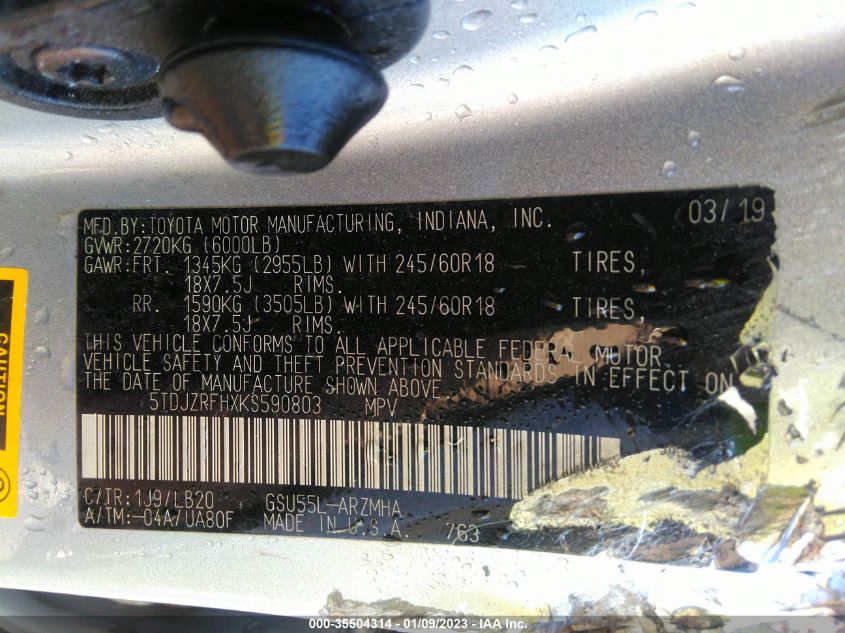 MFD.BY:TOYOTA MOTOR MANUFACTURING, INDIANA, INC. 03/19
GVWR:2720KG (6000LB)
GAWR:FRT. 1345KG (2955LB) WITH 245/60R18 TIRES,
18X7.5J RIMS.
RR. 1590KG (3505LB) WITH 245/60R18 TIRES,
18X7.5J RIMS.
THIS VEHICLE CONFORMS TO ALL APPLICABLE FEDERAL MOTOR
VEHICLE SAFETY AND THEFT PREVENTION STANDARDS IN EFFECT ON
THE DATE OF MANUFACTURE SHOWN ABOVE.
5TDJZRFHXKS590803 MPV
C/TR:1J9/LB20 GSU55L-ARZMHA
A/TM:-04A/UA80F MADE IN U.S.A. 763
CAUTION
000-35504314 - 01/09/2023 - IAA Inc.